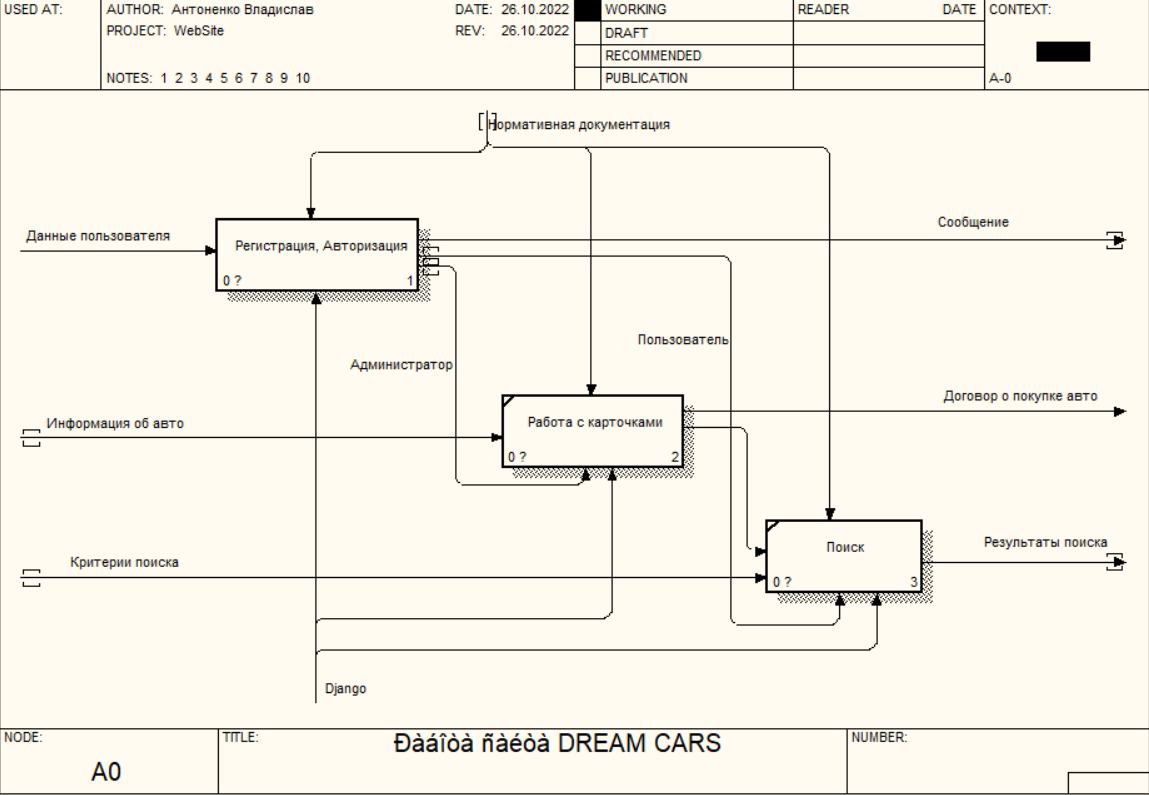 USED AT:
AUTHOR: Антоненко Владислав
DATE: 26.10.2022
WORKING
READER
DATE
CONTEXT:
PROJECT: WebSite
REV: 26.10.2022
DRAFT
RECOMMENDED
NOTES: 1 2 3 4 5 6 7 8 9 10
PUBLICATION
A-0
Нормативная документация
Данные пользователя
Сообщение
Регистрация, Авторизация
0 ?
1
Пользователь
Администратор
Договор о покупке авто
Информация об авто
Работа с карточками
0 ?
2
Результаты поиска
Критерии поиска
Поиск
0 ?
3
Django
NODE:
TITLE:
Ðàáîòà ñàéòà DREAM CARS
NUMBER:
A0